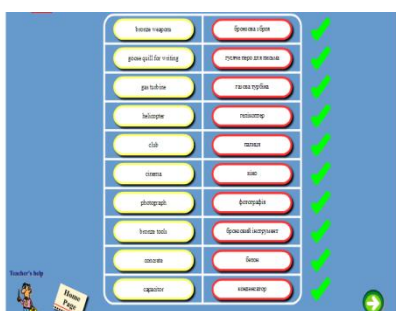 bronze weapons бронзова зброя
goose quill for writing гусяче перо для письма
gas turbine газова турбіна
helicopter гелікоптер
club палиця
cinema кіно
photograph фотографія
bronze tools бронзовий інструмент
concrete бетон
capacitor конденсатор
Teacher's help
Home
Page